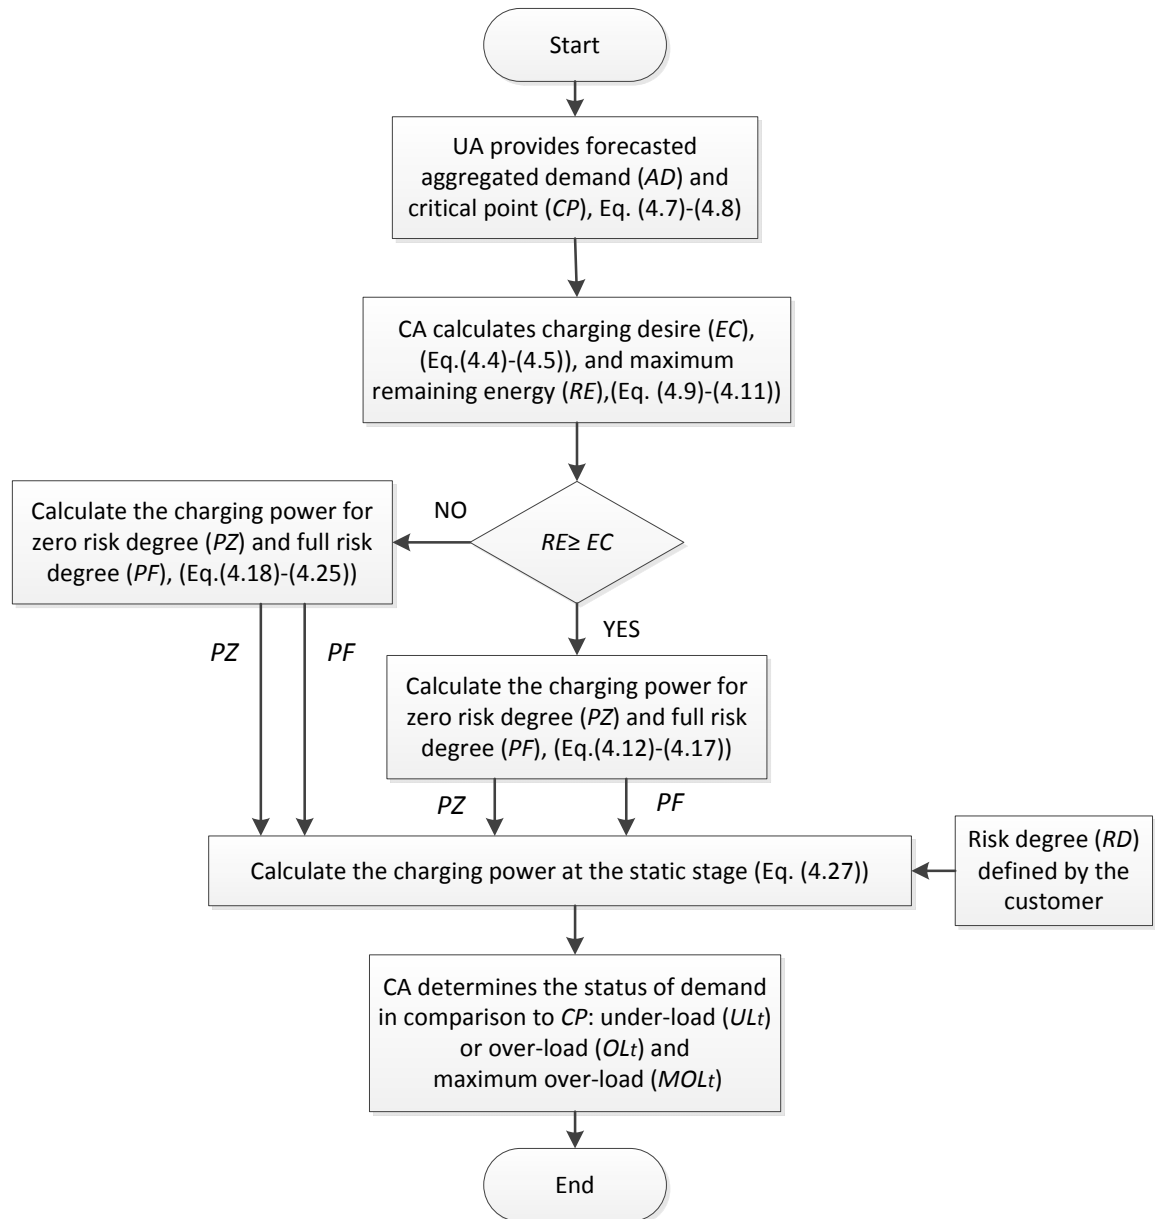 Start
UA provides forecasted
aggregated demand (AD) and
critical point (CP), Eq. (4.7)-(4.8)
CA calculates charging desire (EC),
(Eq.(4.4)-(4.5)), and maximum
remaining energy (RE),(Eq. (4.9)-(4.11))
RE≥ EC
NO
Calculate the charging power for
zero risk degree (PZ) and full risk
degree (PF), (Eq.(4.18)-(4.25))
PZ
PF
YES
Calculate the charging power for
zero risk degree (PZ) and full risk
degree (PF), (Eq.(4.12)-(4.17))
PZ
PF
Calculate the charging power at the static stage (Eq. (4.27))
Risk degree (RD)
defined by the
customer
CA determines the status of demand
in comparison to CP: under-load (ULt)
or over-load (OLt) and
maximum over-load (MOLt)
End